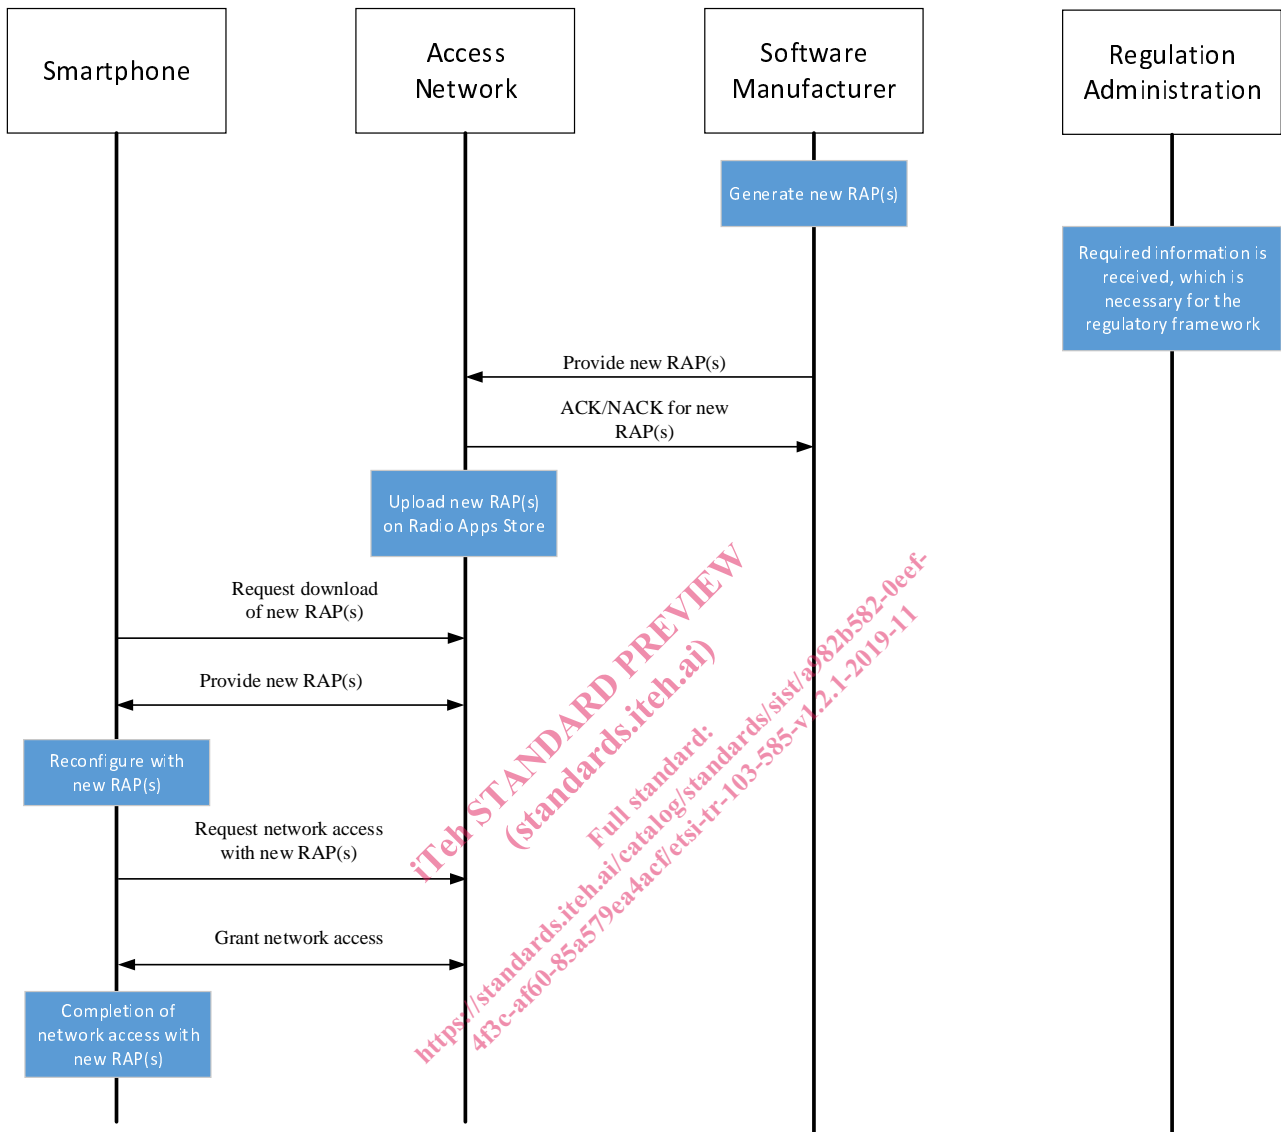 Smartphone
Access
Network
Software
Manufacturer
Regulation
Administration
Generate new RAP(s)
Required information is
received, which is
necessary for the
regulatory framework
Provide new RAP(s)
ACK/NACK for new
RAP(s)
Upload new RAP(s)
on Radio Apps Store
Request download
of new RAP(s)
Provide new RAP(s)
Reconfigure with
new RAP(s)
Request network access
with new RAP(s)
Grant network access
Completion of
network access with
new RAP(s)
iTeh STANDARD PREVIEW
(standards.iteh.ai)
Full standard:
https://standards.iteh.ai/catalog/standards/sist/a982b582-0eef-
4f3c-af60-85a579ea4acf/etsi-tr-103-585-v1.2.1-2019-11